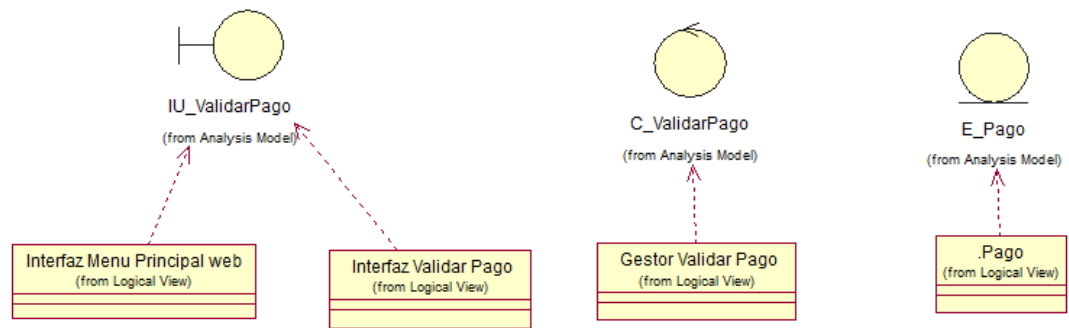 IU_ValidarPago
(from Analysis Model)
C_ValidarPago
(from Analysis Model)
E_Pago
(from Analysis Model)
Interfaz Menu Principal web
(from Logical View)
Interfaz Validar Pago
(from Logical View)
Gestor Validar Pago
(from Logical View)
.Pago
(from Logical View)